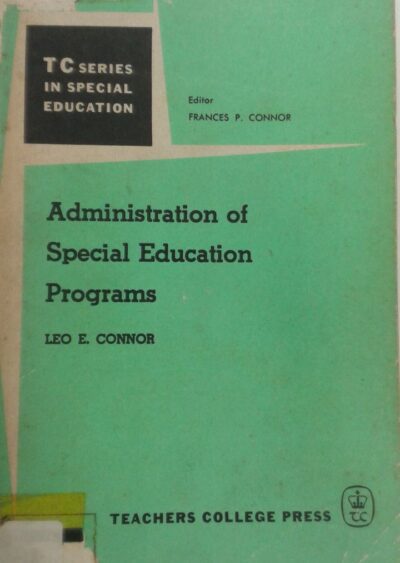 TC SERIES
IN SPECIAL
EDUCATION
Editor
FRANCES P. CONNOR
Administration of
Special Education
Programs
LEO E. CONNOR
TEACHERS COLLEGE PRESS
TC